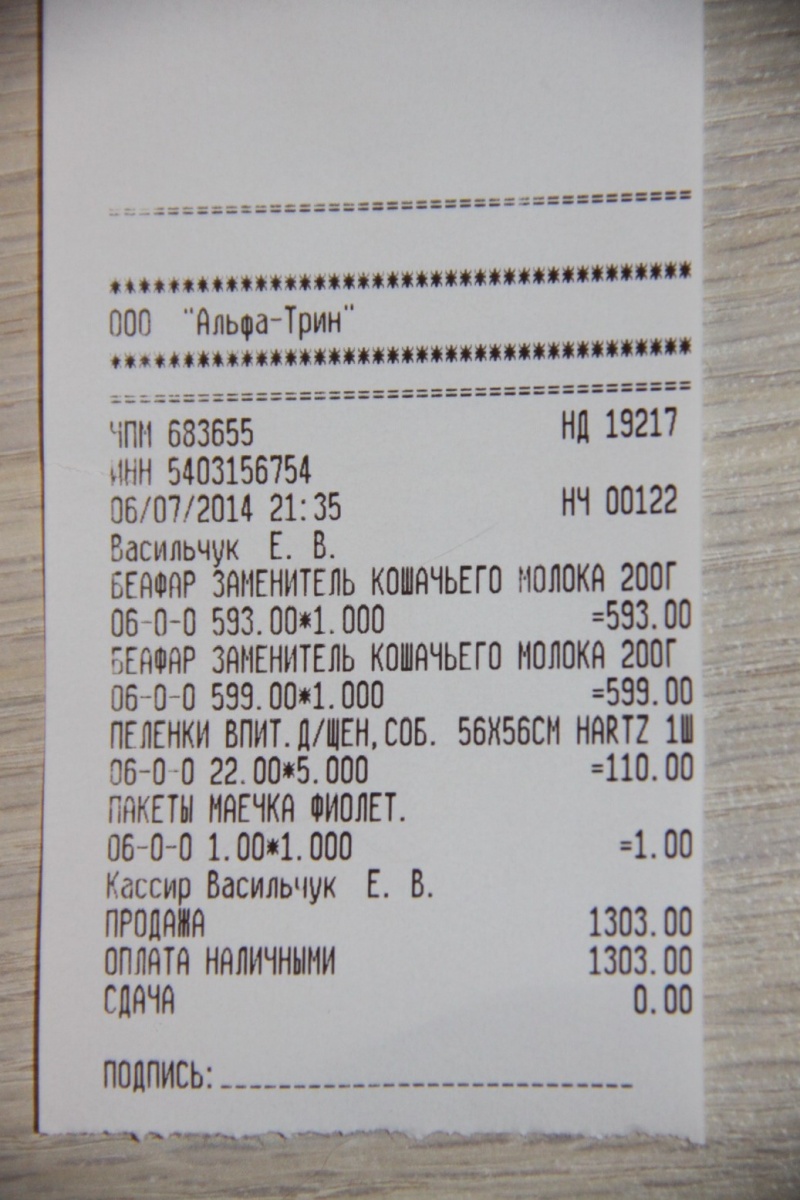 ========================================
****************************************
ООО "Альфа-Трин"
****************************************
========================================
ЧПМ 683655 НД 19217
ИНН 5403156754
06/07/2014 21:35 НЧ 00122
Васильчук Е. В.
БЕАФАР ЗАМЕНИТЕЛЬ КОШАЧЬЕГО МОЛОКА 200Г
06-0-0 593.00*1.000 =593.00
БЕАФАР ЗАМЕНИТЕЛЬ КОШАЧЬЕГО МОЛОКА 200Г
06-0-0 599.00*1.000 =599.00
ПЕЛЕНКИ ВПИТ.Д/ЩЕН,СОБ. 56Х56СМ HARTZ 1Ш
06-0-0 22.00*5.000 =110.00
ПАКЕТЫ МАЕЧКА ФИОЛЕТ.
06-0-0 1.00*1.000 =1.00
Кассир Васильчук Е. В.
ПРОДАЖА 1303.00
ОПЛАТА НАЛИЧНЫМИ 1303.00
СДАЧА 0.00
ПОДПИСЬ:____________________________